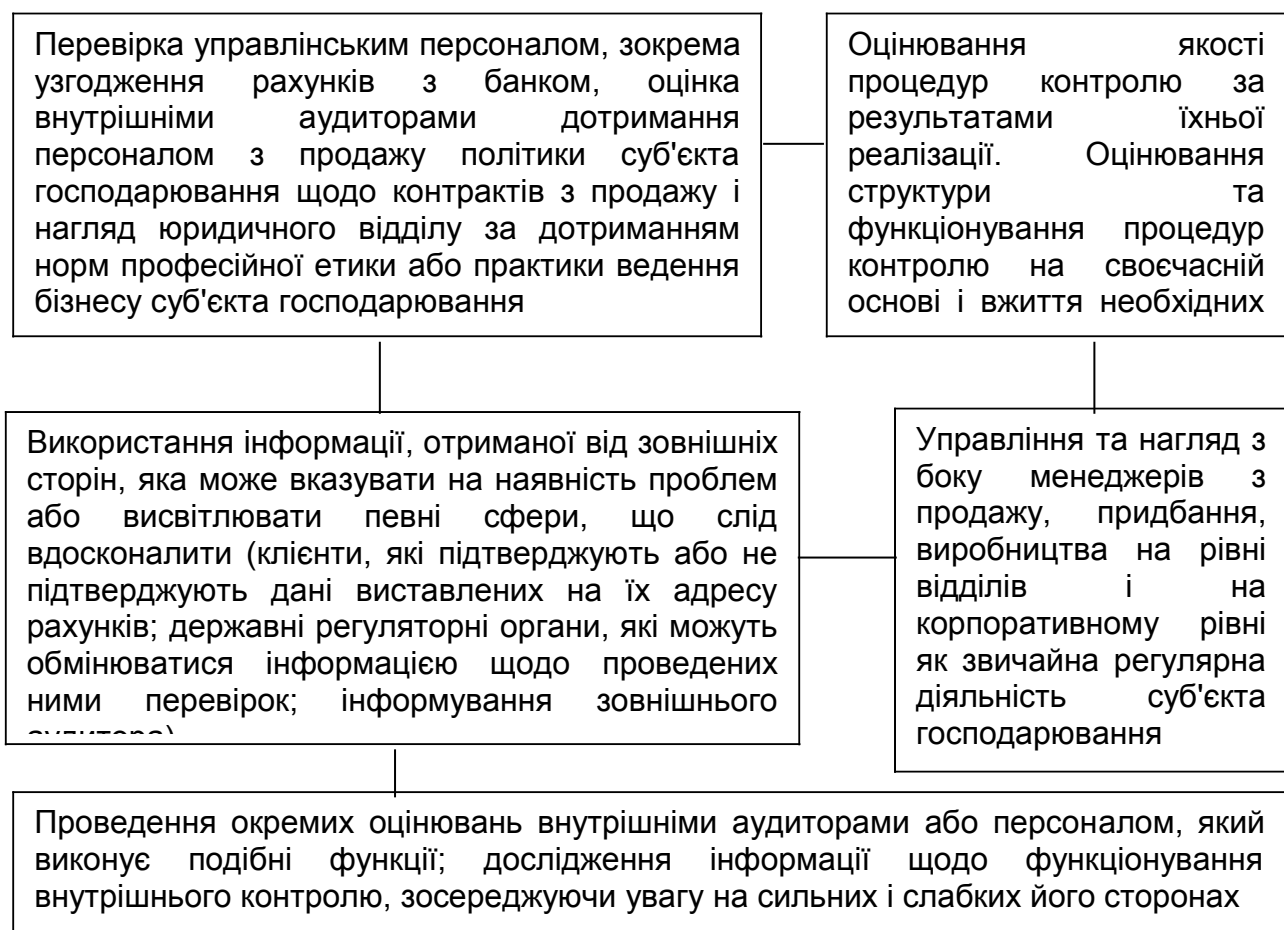 Перевірка управлінським персоналом, зокрема
узгодження рахунків з банком, оцінка
внутрішніми аудиторами дотримання
персоналом з продажу політики суб'єкта
господарювання щодо контрактів з продажу і
нагляд юридичного відділу за дотриманням
норм професійної етики або практики ведення
бізнесу суб'єкта господарювання
Оцінювання якості
процедур контролю за
результатами їхньої
реалізації. Оцінювання
структури та
функціонування процедур
контролю на своєчасній
основі і вжиття необхідних
Використання інформації, отриманої від зовнішніх
сторін, яка може вказувати на наявність проблем
або висвітлювати певні сфери, що слід
вдосконалити (клієнти, які підтверджують або не
підтверджують дані виставлених на їх адресу
рахунків; державні регуляторні органи, які можуть
обмінюватися інформацією щодо проведених
ними перевірок; інформування зовнішнього
аудитора)
Управління та нагляд з
боку менеджерів з
продажу, придбання,
виробництва на рівні
відділів і на
корпоративному рівні
як звичайна регулярна
діяльність суб'єкта
господарювання
Проведення окремих оцінювань внутрішніми аудиторами або персоналом, який
виконує подібні функції; дослідження інформації щодо функціонування
внутрішнього контролю, зосереджуючи увагу на сильних і слабких його сторонах